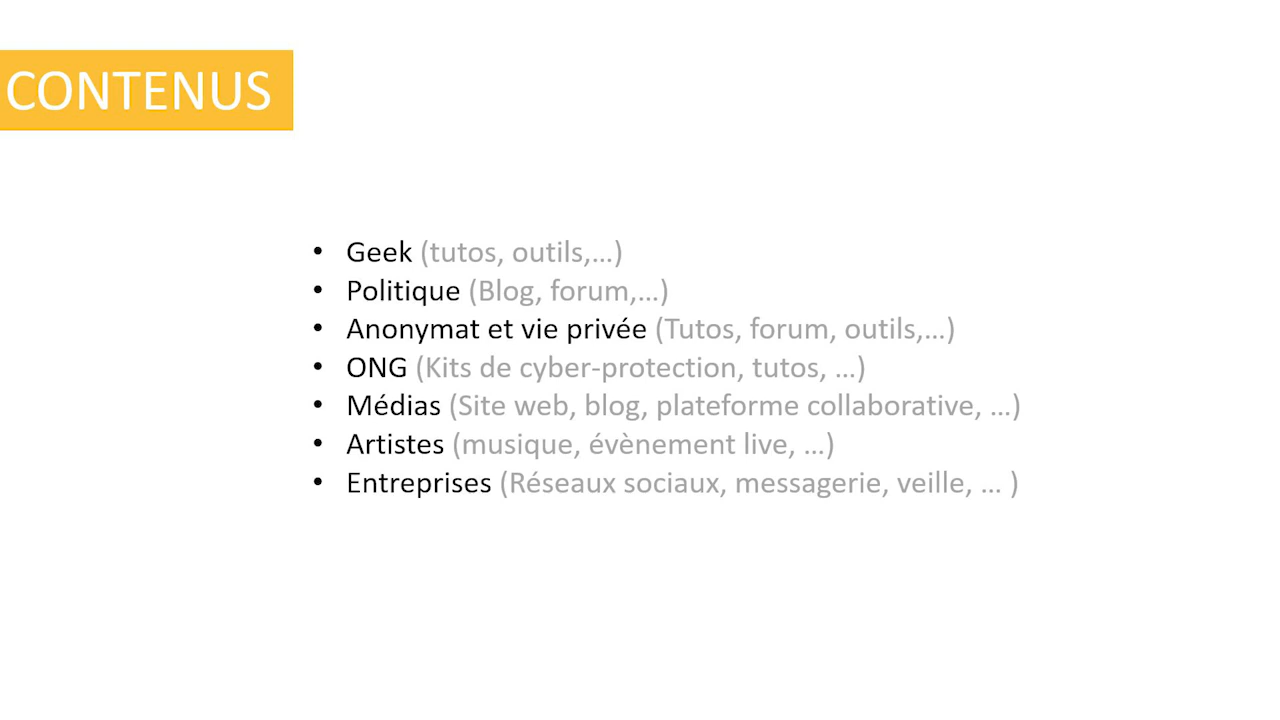 CONTENUS
• Geek (tutos, outils,...)
• Politique (Blog, forum,...)
• Anonymat et vie privée (Tutos, forum, outils,...)
• ONG (Kits de cyber-protection, tutos, ...)
• Médias (Site web, blog, plateforme collaborative, ...)
• Artistes (musique, évènement live, ...)
• Entreprises (Réseaux sociaux, messagerie, veille, ... )